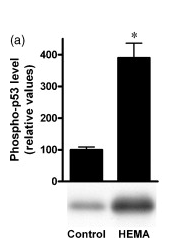 (a)
Phospho-p53 level
(relative values)
400
300
200
100
0
*
Control HEMA